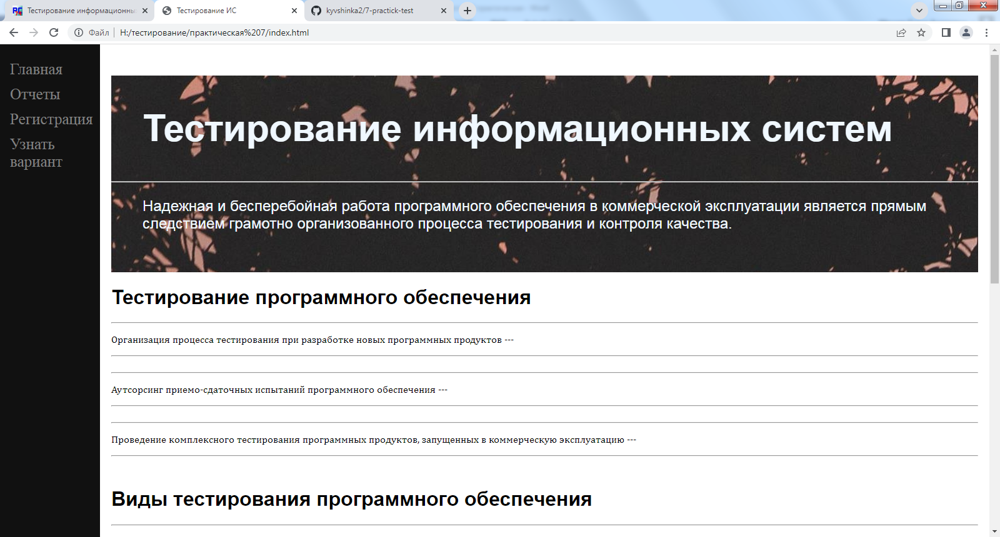 Тестирование информационны
Тестирование ИС
kyvshinka2/7-practick-test
Файл
H:/тестирование/практическая%207/index.html
Главная
Отчеты
Регистрация
Узнать
вариант
Тестирование информационных систем
Надежная и бесперебойная работа программного обеспечения в коммерческой эксплуатации является прямым
следствием грамотно организованного процесса тестирования и контроля качества.
Тестирование программного обеспечения
Организация процесса тестирования при разработке новых программных продуктов ---
Аутсорсинг приемо-сдаточных испытаний программного обеспечения ---
Проведение комплексного тестирования программных продуктов, запущенных в коммерческую эксплуатацию ---
Виды тестирования программного обеспечения